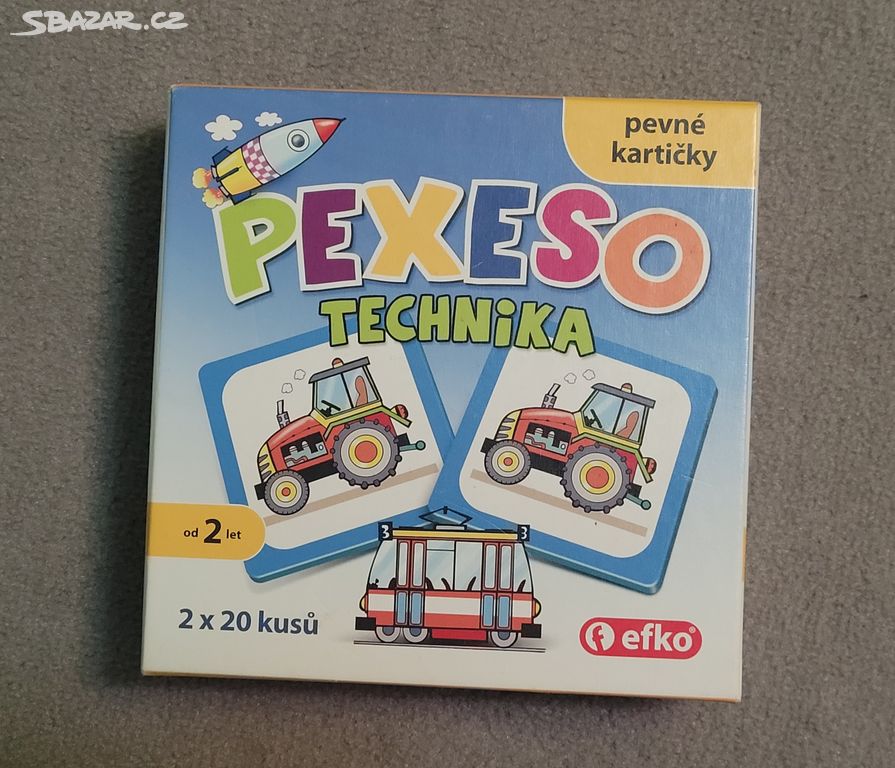 SBAZAR.CZ
pevné
kartičky
PEXESO
TECHNiKA
od 2 let
3 3
2 x 20 kusů
efko®